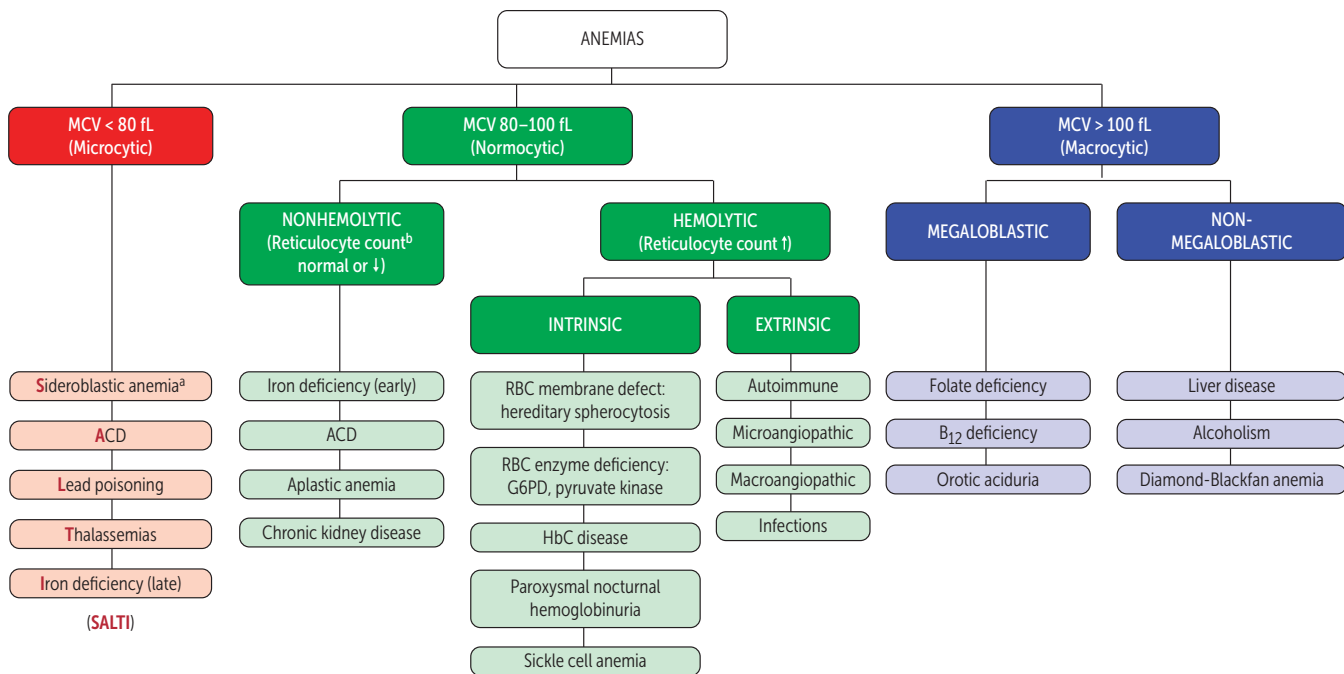 ANEMIAS
MCV < 80 fL
(Microcytic)
MCV 80–100 fL
(Normocytic)
MCV > 100 fL
(Macrocytic)
NONHEMOLYTIC
(Reticulocyte countᵇ
normal or ↓)
HEMOLYTIC
(Reticulocyte count ↑)
MEGALOBLASTIC
NON-
MEGALOBLASTIC
INTRINSIC
EXTRINSIC
Sideroblastic anemiaᵃ
ACD
Lead poisoning
Thalassemias
Iron deficiency (late)
(SALTI)
Iron deficiency (early)
ACD
Aplastic anemia
Chronic kidney disease
RBC membrane defect:
hereditary spherocytosis
RBC enzyme deficiency:
G6PD, pyruvate kinase
HbC disease
Paroxysmal nocturnal
hemoglobinuria
Sickle cell anemia
Autoimmune
Microangiopathic
Macroangiopathic
Infections
Folate deficiency
B₁₂ deficiency
Orotic aciduria
Liver disease
Alcoholism
Diamond-Blackfan anemia